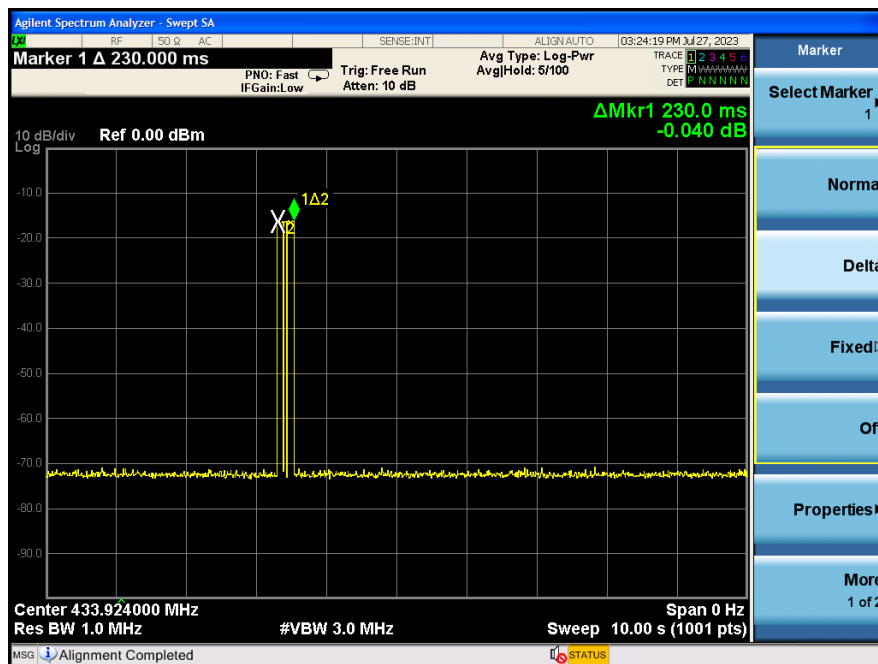 Agilent Spectrum Analyzer - Swept SA
LXI RF 50 Ω AC SENSE:INT ALIGN AUTO 03:24:19 PM Jul 27, 2023
Marker 1 Δ 230.000 ms
PNO: Fast
IFGain:Low
Trig: Free Run
Atten: 10 dB
Avg Type: Log-Pwr
Avg|Hold: 5/100
TRACE 1 2 3 4 5 6
TYPE M
DET P N N N N N
ΔMkr1 230.0 ms
-0.040 dB
10 dB/div Ref 0.00 dBm
Log
1Δ2
-10.0
2
-20.0
-30.0
-40.0
-50.0
-60.0
-70.0
-80.0
-90.0
Center 433.924000 MHz Span 0 Hz
Res BW 1.0 MHz #VBW 3.0 MHz Sweep 10.00 s (1001 pts)
MSG Alignment Completed STATUS
Marker
Select Marker
1
Norma
Delta
Fixed
Of
Properties
More
1 of 2